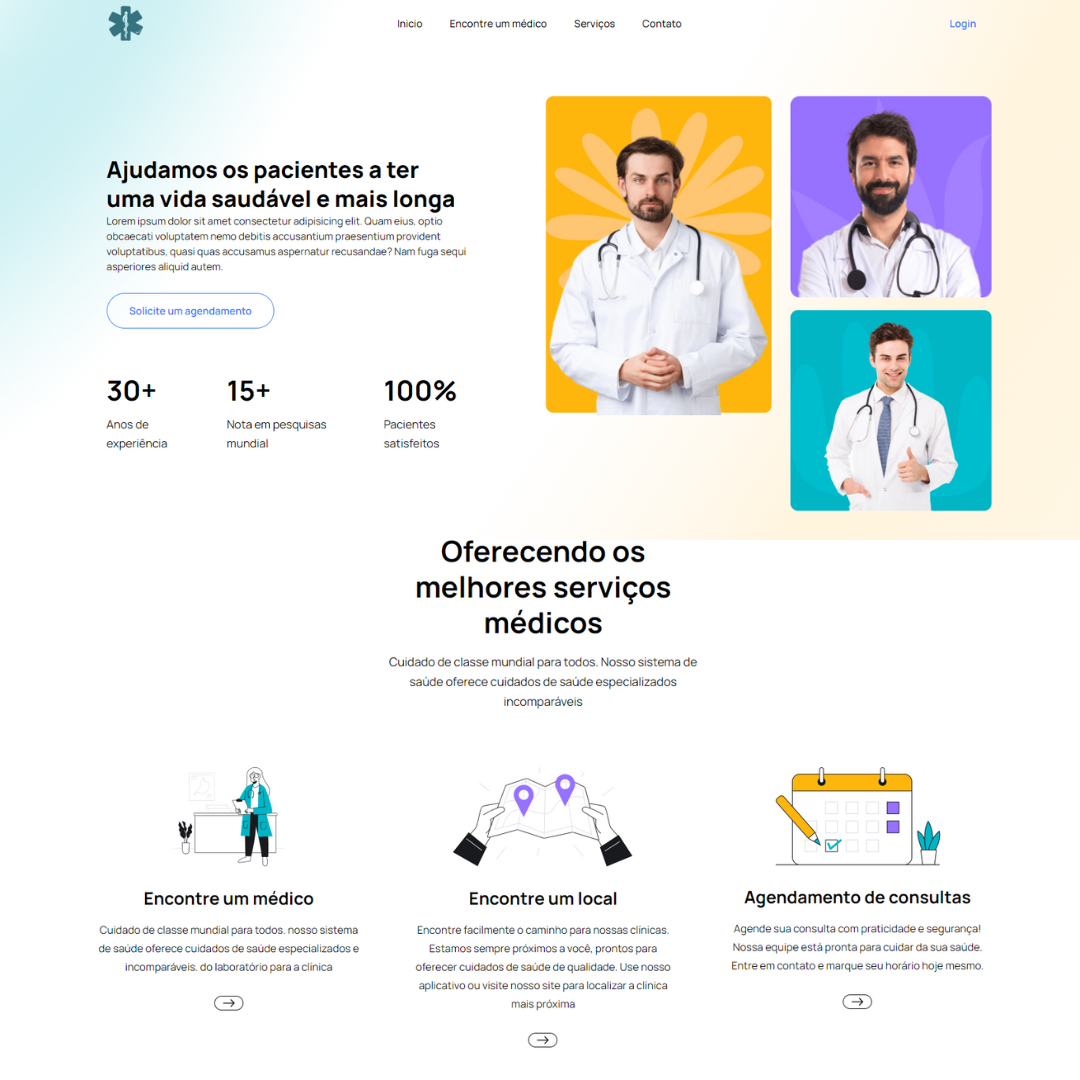 Inicio
Encontre um médico
Serviços
Contato
Login
Ajudamos os pacientes a ter
uma vida saudável e mais longa
Lorem ipsum dolor sit amet consectetur adipisicing elit. Quam eius, optio
obcaecati voluptatem nemo debitis accusantium praesentium provident
voluptatibus, quasi quas accusamus aspernatur recusandae? Nam fuga sequi
asperiores aliquid autem.
Solicite um agendamento
30+
Anos de
experiência
15+
Nota em pesquisas
mundial
100%
Pacientes
satisfeitos
Oferecendo os
melhores serviços
médicos
Cuidado de classe mundial para todos. Nosso sistema de
saúde oferece cuidados de saúde especializados
incomparáveis
Encontre um médico
Cuidado de classe mundial para todos. nosso sistema
de saúde oferece cuidados de saúde especializados e
incomparáveis. do laboratório para a clínica
Encontre um local
Encontre facilmente o caminho para nossas clínicas.
Estamos sempre próximos a você, prontos para
oferecer cuidados de saúde de qualidade. Use nosso
aplicativo ou visite nosso site para localizar a clínica
mais próxima
Agendamento de consultas
Agende sua consulta com praticidade e segurança!
Nossa equipe está pronta para cuidar da sua saúde.
Entre em contato e marque seu horário hoje mesmo.